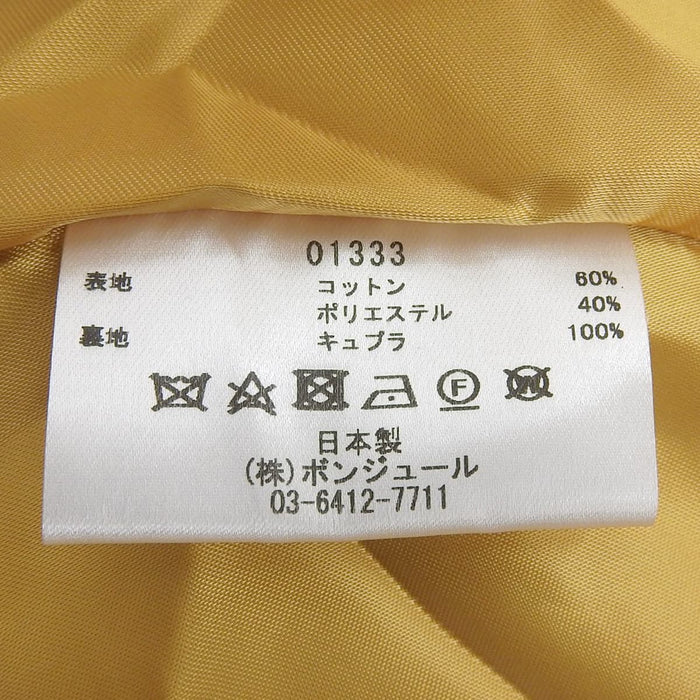 01333
表地 コットン 60%
ポリエステル 40%
裏地 キュプラ 100%
F W
日本製
(株)ボンジュール
03-6412-7711